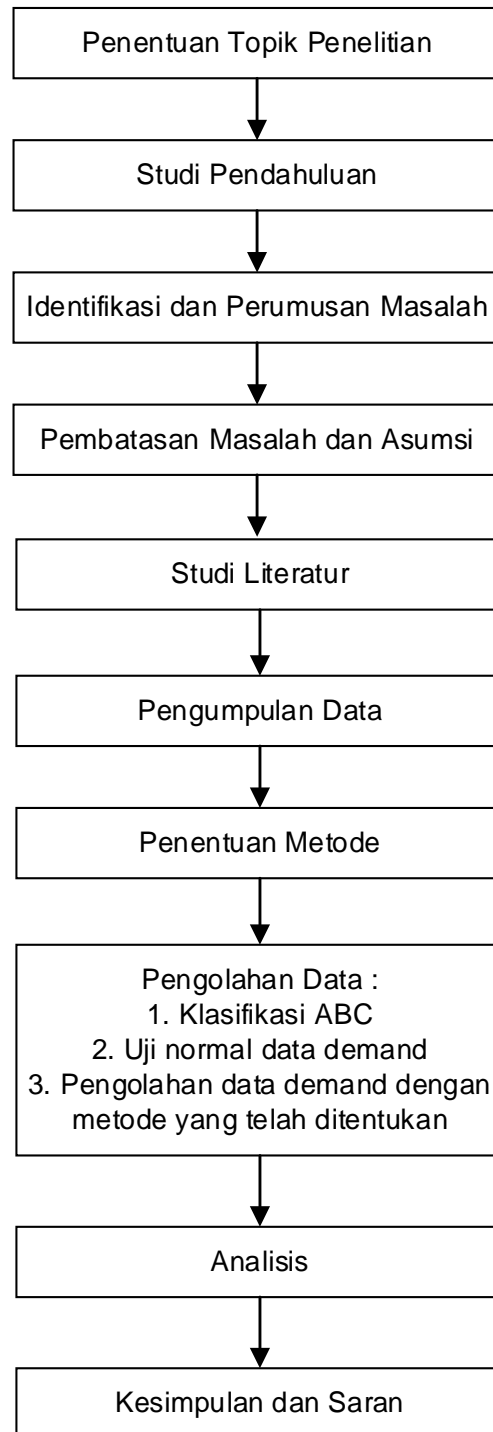 Penentuan Topik Penelitian
Studi Pendahuluan
Identifikasi dan Perumusan Masalah
Pembatasan Masalah dan Asumsi
Studi Literatur
Pengumpulan Data
Penentuan Metode
Pengolahan Data :
1. Klasifikasi ABC
2. Uji normal data demand
3. Pengolahan data demand dengan
metode yang telah ditentukan
Analisis
Kesimpulan dan Saran